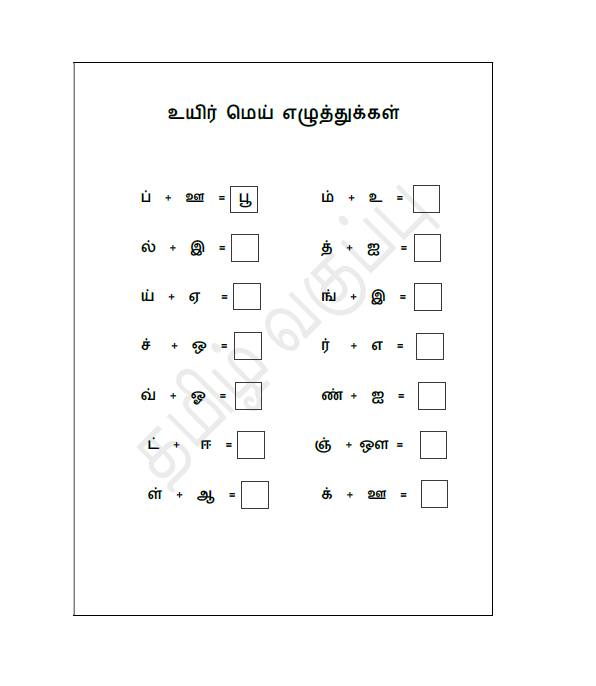 உயிர் மெய் எழுத்துக்கள்
ப் + ஊ = பூ ம் + உ =
ல் + இ = த் + ஐ =
ய் + ஏ = ங் + இ =
ச் + ஒ = ர் + எ =
வ் + ஓ = ண் + ஐ =
ட் + ஈ = ஞ் + ஔ =
ள் + ஆ = க் + ஊ =
தமிழ் வகுப்பு